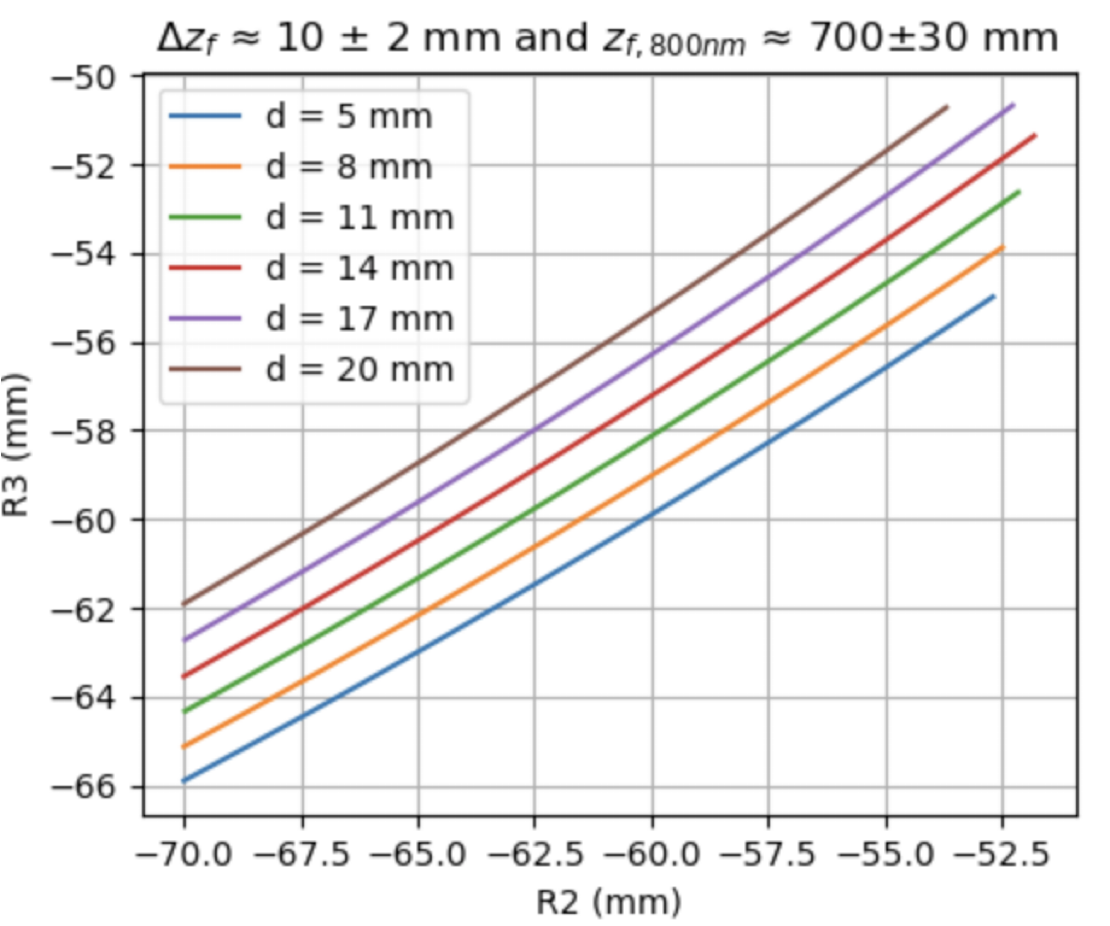 Δz_f ≈ 10 ± 2 mm and z_{f, 800nm} ≈ 700±30 mm
−50
−52
−54
−56
−58
−60
−62
−64
−66
R3 (mm)
d = 5 mm
d = 8 mm
d = 11 mm
d = 14 mm
d = 17 mm
d = 20 mm
−70.0 −67.5 −65.0 −62.5 −60.0 −57.5 −55.0 −52.5
R2 (mm)